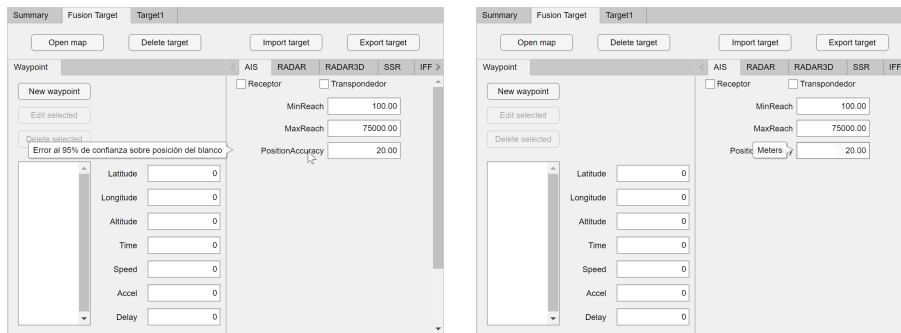 Summary Fusion Target Target1
Open map Delete target Import target Export target
Waypoint AIS RADAR RADAR3D SSR IFF
New waypoint Receptor Transpondedor
Edit selected MinReach 100.00
Delete selected MaxReach 75000.00
Error al 95% de confianza sobre posición del blanco PositionAccuracy 20.00
Latitude 0
Longitude 0
Altitude 0
Time 0
Speed 0
Accel 0
Delay 0
Summary Fusion Target Target1
Open map Delete target Import target Export target
Waypoint AIS RADAR RADAR3D SSR IFF
New waypoint Receptor Transpondedor
Edit selected MinReach 100.00
Delete selected MaxReach 75000.00
Meters 20.00
Latitude 0
Longitude 0
Altitude 0
Time 0
Speed 0
Accel 0
Delay 0